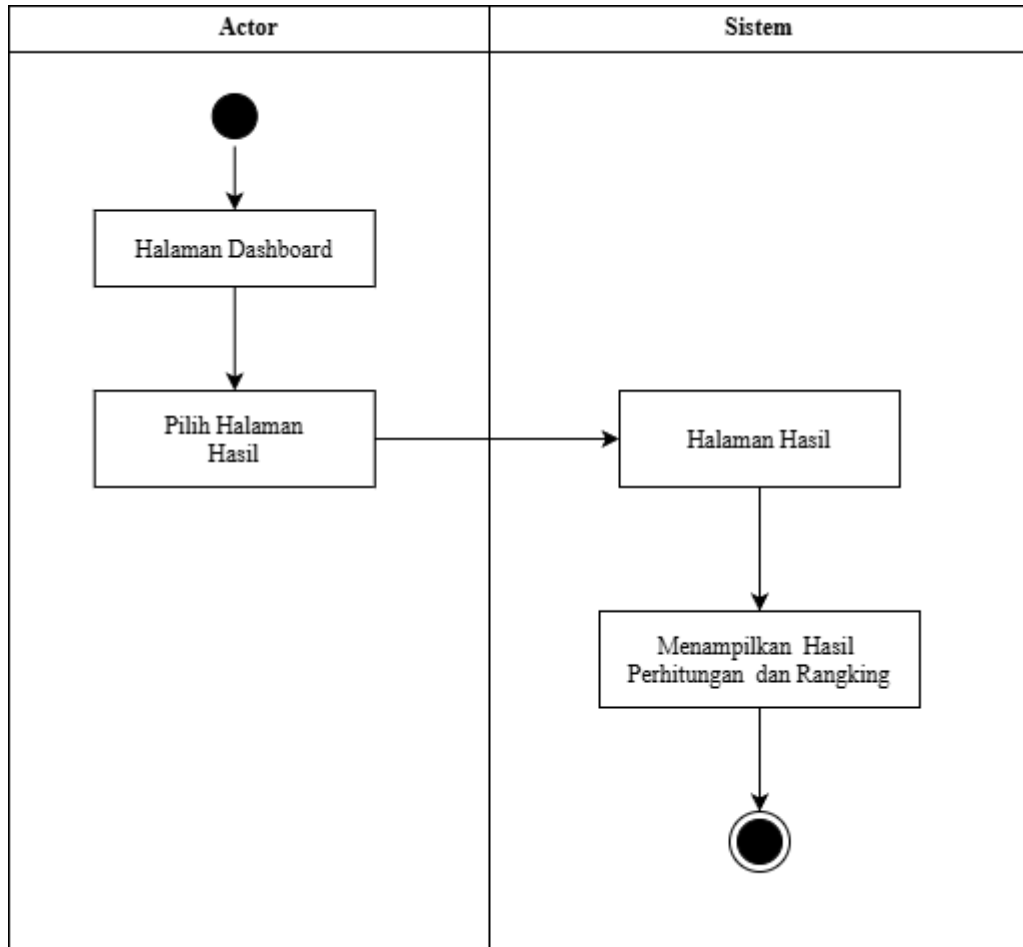 Actor
Sistem
Halaman Dashboard
Pilih Halaman
Hasil
Halaman Hasil
Menampilkan Hasil
Perhitungan dan Rangking